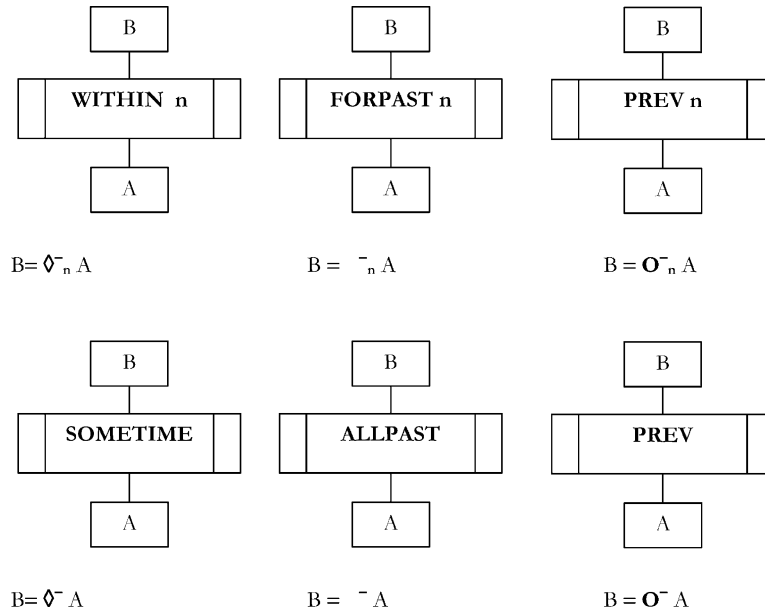 B B B
WITHIN n FORPAST n PREV n
A A A
B= ◊⁻ₙ A B = ⁻ₙ A B = O⁻ₙ A
B B B
SOMETIME ALLPAST PREV
A A A
B= ◊⁻ A B = ⁻ A B = O⁻ A